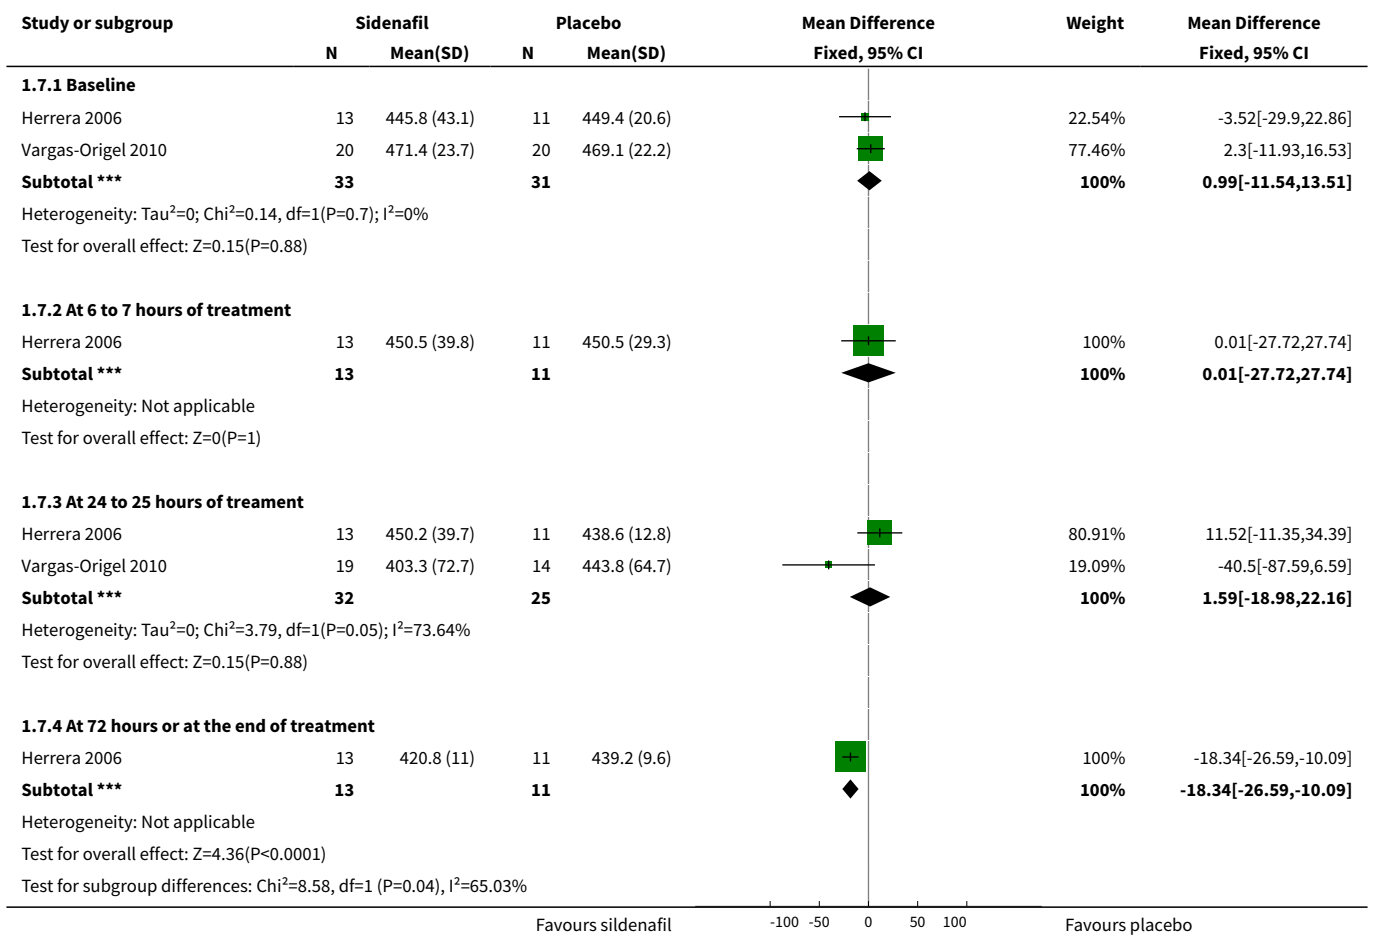 Study or subgroup Sidenafil Placebo Mean Difference Weight Mean Difference
N Mean(SD) N Mean(SD) Fixed, 95% CI Fixed, 95% CI
1.7.1 Baseline
Herrera 2006 13 445.8 (43.1) 11 449.4 (20.6) 22.54% -3.52[-29.9,22.86]
Vargas-Origel 2010 20 471.4 (23.7) 20 469.1 (22.2) 77.46% 2.3[-11.93,16.53]
Subtotal *** 33 31 100% 0.99[-11.54,13.51]
Heterogeneity: Tau²=0; Chi²=0.14, df=1(P=0.7); I²=0%
Test for overall effect: Z=0.15(P=0.88)
1.7.2 At 6 to 7 hours of treatment
Herrera 2006 13 450.5 (39.8) 11 450.5 (29.3) 100% 0.01[-27.72,27.74]
Subtotal *** 13 11 100% 0.01[-27.72,27.74]
Heterogeneity: Not applicable
Test for overall effect: Z=0(P=1)
1.7.3 At 24 to 25 hours of treament
Herrera 2006 13 450.2 (39.7) 11 438.6 (12.8) 80.91% 11.52[-11.35,34.39]
Vargas-Origel 2010 19 403.3 (72.7) 14 443.8 (64.7) 19.09% -40.5[-87.59,6.59]
Subtotal *** 32 25 100% 1.59[-18.98,22.16]
Heterogeneity: Tau²=0; Chi²=3.79, df=1(P=0.05); I²=73.64%
Test for overall effect: Z=0.15(P=0.88)
1.7.4 At 72 hours or at the end of treatment
Herrera 2006 13 420.8 (11) 11 439.2 (9.6) 100% -18.34[-26.59,-10.09]
Subtotal *** 13 11 100% -18.34[-26.59,-10.09]
Heterogeneity: Not applicable
Test for overall effect: Z=4.36(P<0.0001)
Test for subgroup differences: Chi²=8.58, df=1 (P=0.04), I²=65.03%
Favours sildenafil -100 -50 0 50 100 Favours placebo